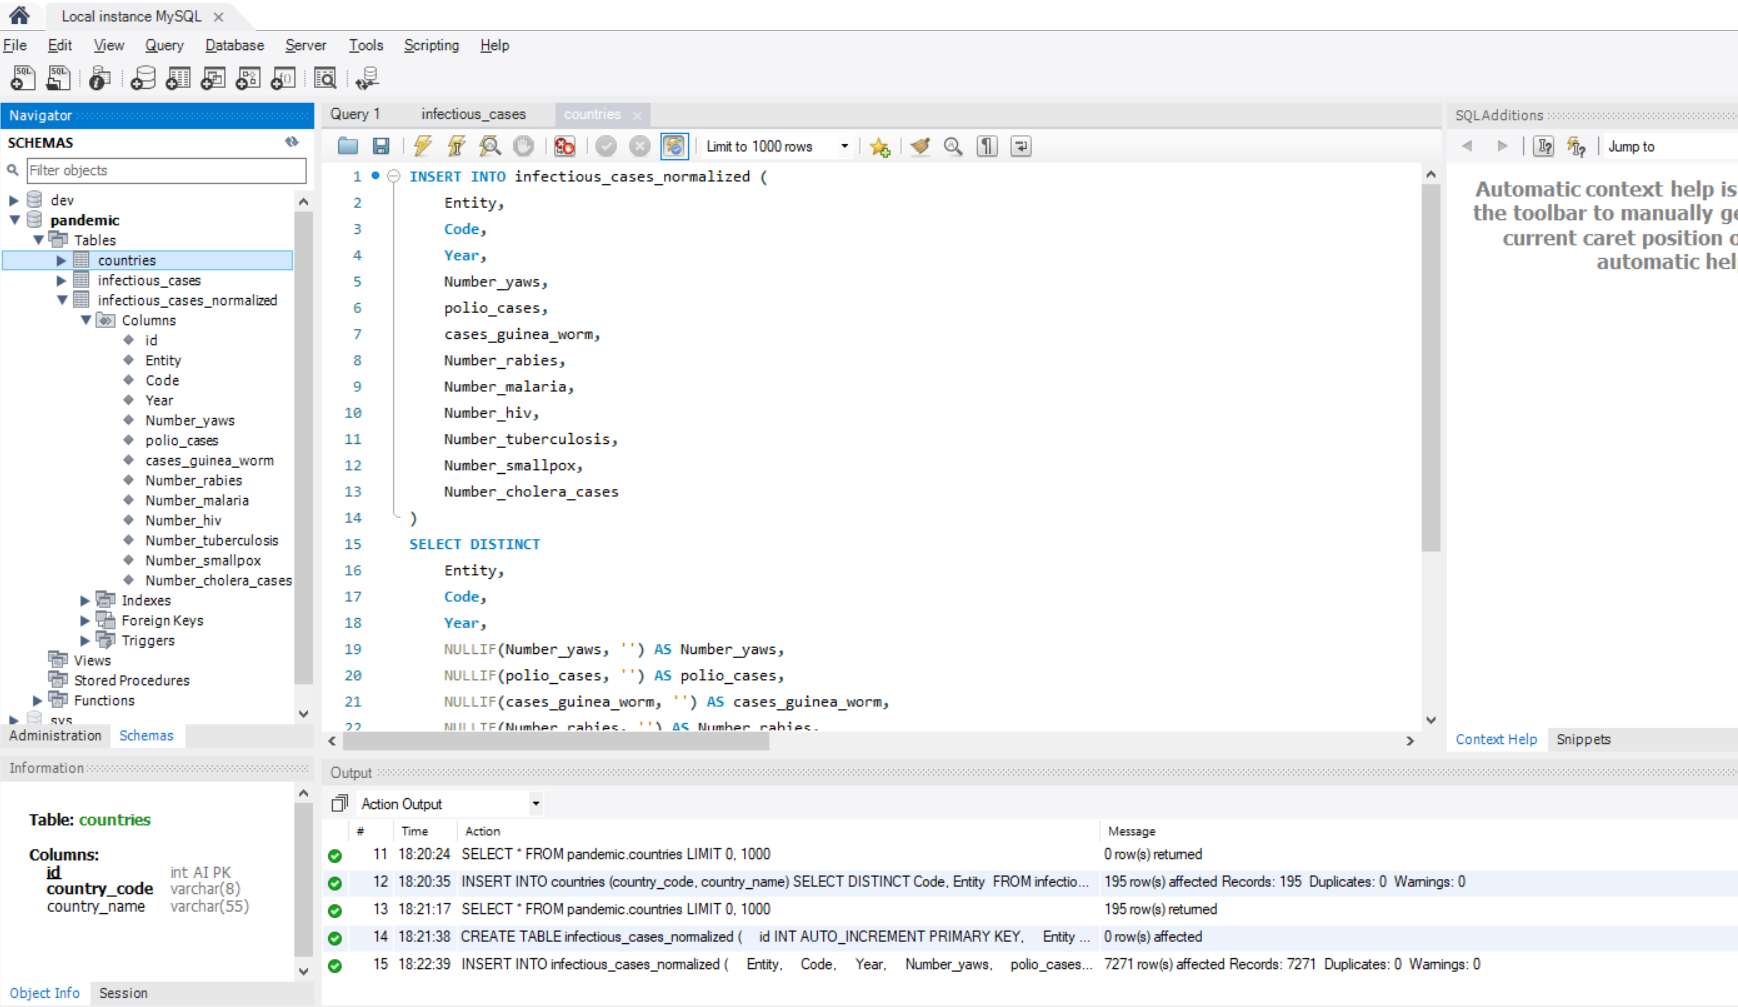 Local instance MySQL
File Edit View Query Database Server Tools Scripting Help
Navigator
SCHEMAS
Filter objects
dev
pandemic
Tables
countries
infectious_cases
infectious_cases_normalized
Columns
id
Entity
Code
Year
Number_yaws
polio_cases
cases_guinea_worm
Number_rabies
Number_malaria
Number_hiv
Number_tuberculosis
Number_smallpox
Number_cholera_cases
Indexes
Foreign Keys
Triggers
Views
Stored Procedures
Functions
sys
Administration Schemas
Information
Table: countries
Columns:
id int AI PK
country_code varchar(8)
country_name varchar(55)
Object Info Session
Query 1 infectious_cases countries
Limit to 1000 rows
1 INSERT INTO infectious_cases_normalized (
2 Entity,
3 Code,
4 Year,
5 Number_yaws,
6 polio_cases,
7 cases_guinea_worm,
8 Number_rabies,
9 Number_malaria,
10 Number_hiv,
11 Number_tuberculosis,
12 Number_smallpox,
13 Number_cholera_cases
14 )
15 SELECT DISTINCT
16 Entity,
17 Code,
18 Year,
19 NULLIF(Number_yaws, '') AS Number_yaws,
20 NULLIF(polio_cases, '') AS polio_cases,
21 NULLIF(cases_guinea_worm, '') AS cases_guinea_worm,
22 NULLIF(Number_rabies, '') AS Number_rabies,
SQLAdditions
Jump to
Automatic context help is
the toolbar to manually ge
current caret position o
automatic hel
Context Help Snippets
Output
Action Output
# Time Action Message
11 18:20:24 SELECT * FROM pandemic.countries LIMIT 0, 1000 0 row(s) returned
12 18:20:35 INSERT INTO countries (country_code, country_name) SELECT DISTINCT Code, Entity FROM infectio... 195 row(s) affected Records: 195 Duplicates: 0 Warnings: 0
13 18:21:17 SELECT * FROM pandemic.countries LIMIT 0, 1000 195 row(s) returned
14 18:21:38 CREATE TABLE infectious_cases_normalized ( id INT AUTO_INCREMENT PRIMARY KEY, Entity ... 0 row(s) affected
15 18:22:39 INSERT INTO infectious_cases_normalized ( Entity, Code, Year, Number_yaws, polio_cases... 7271 row(s) affected Records: 7271 Duplicates: 0 Warnings: 0